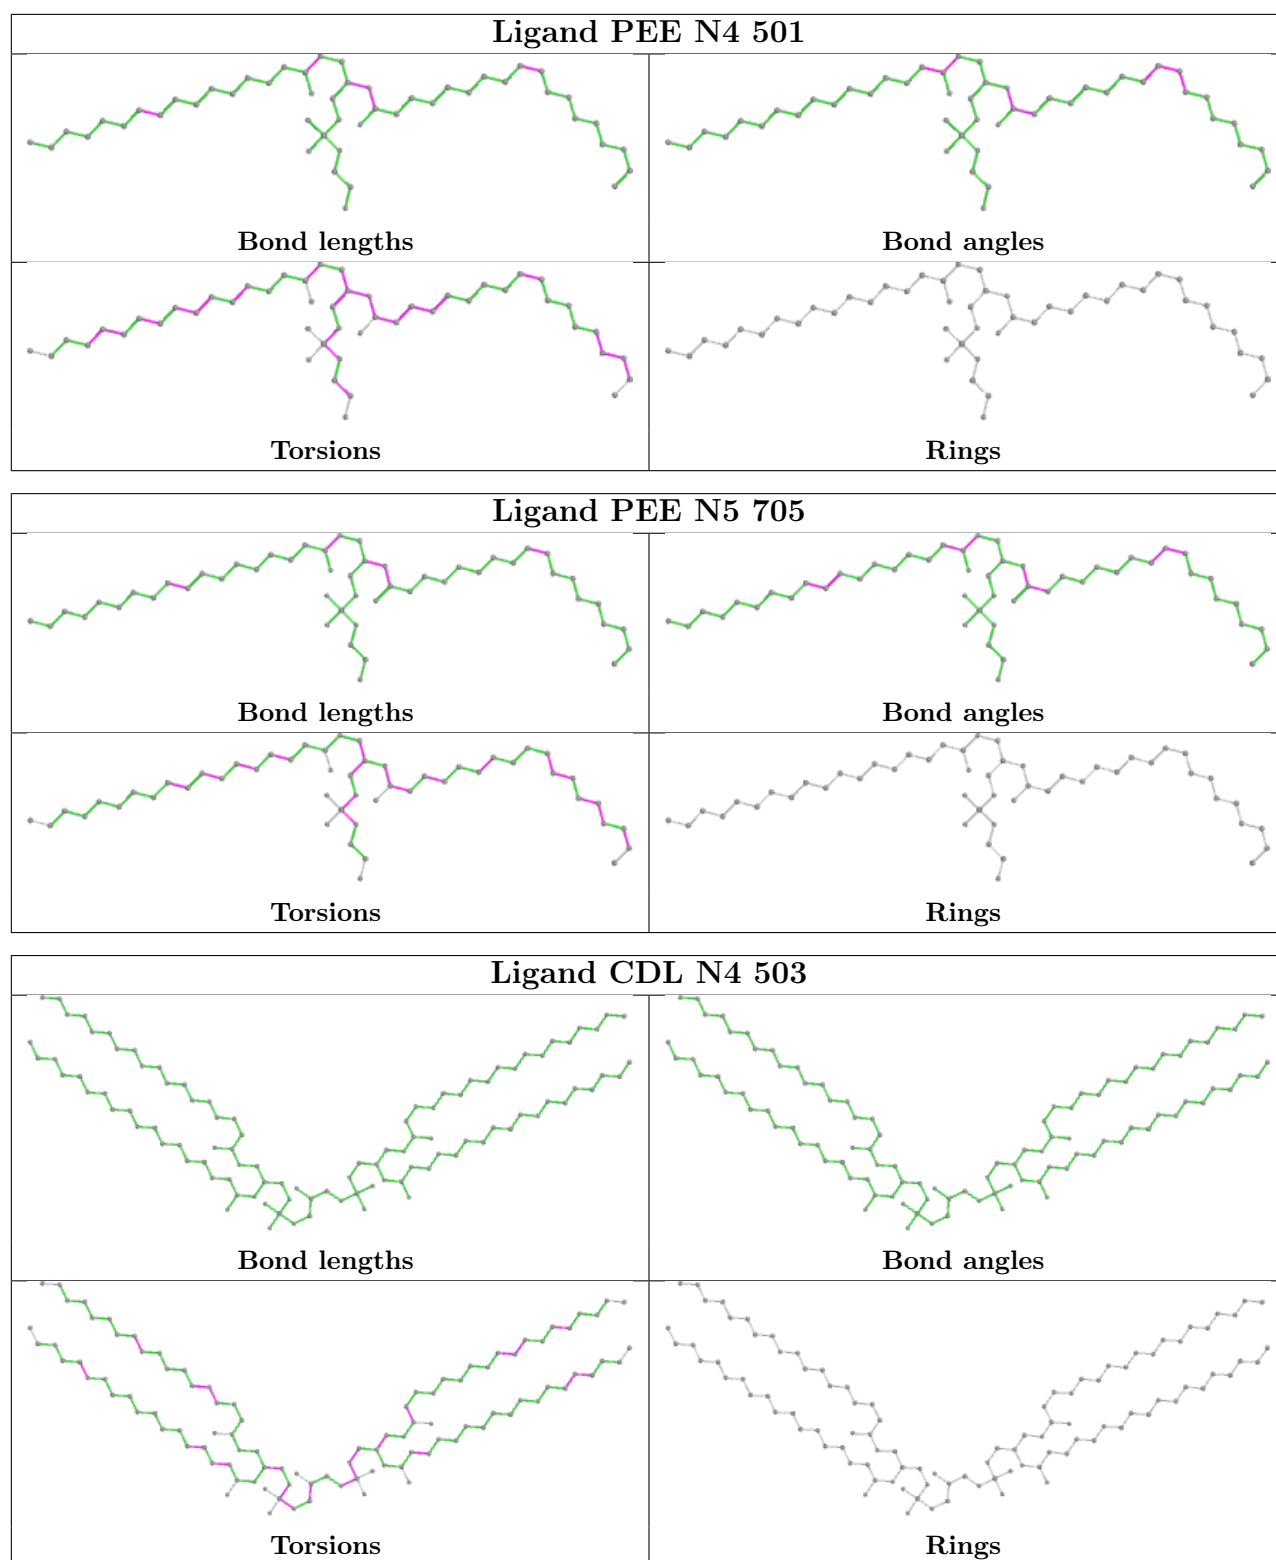 Ligand PEE N4 501
Bond lengths
Bond angles
Torsions
Rings
Ligand PEE N5 705
Bond lengths
Bond angles
Torsions
Rings
Ligand CDL N4 503
Bond lengths
Bond angles
Torsions
Rings